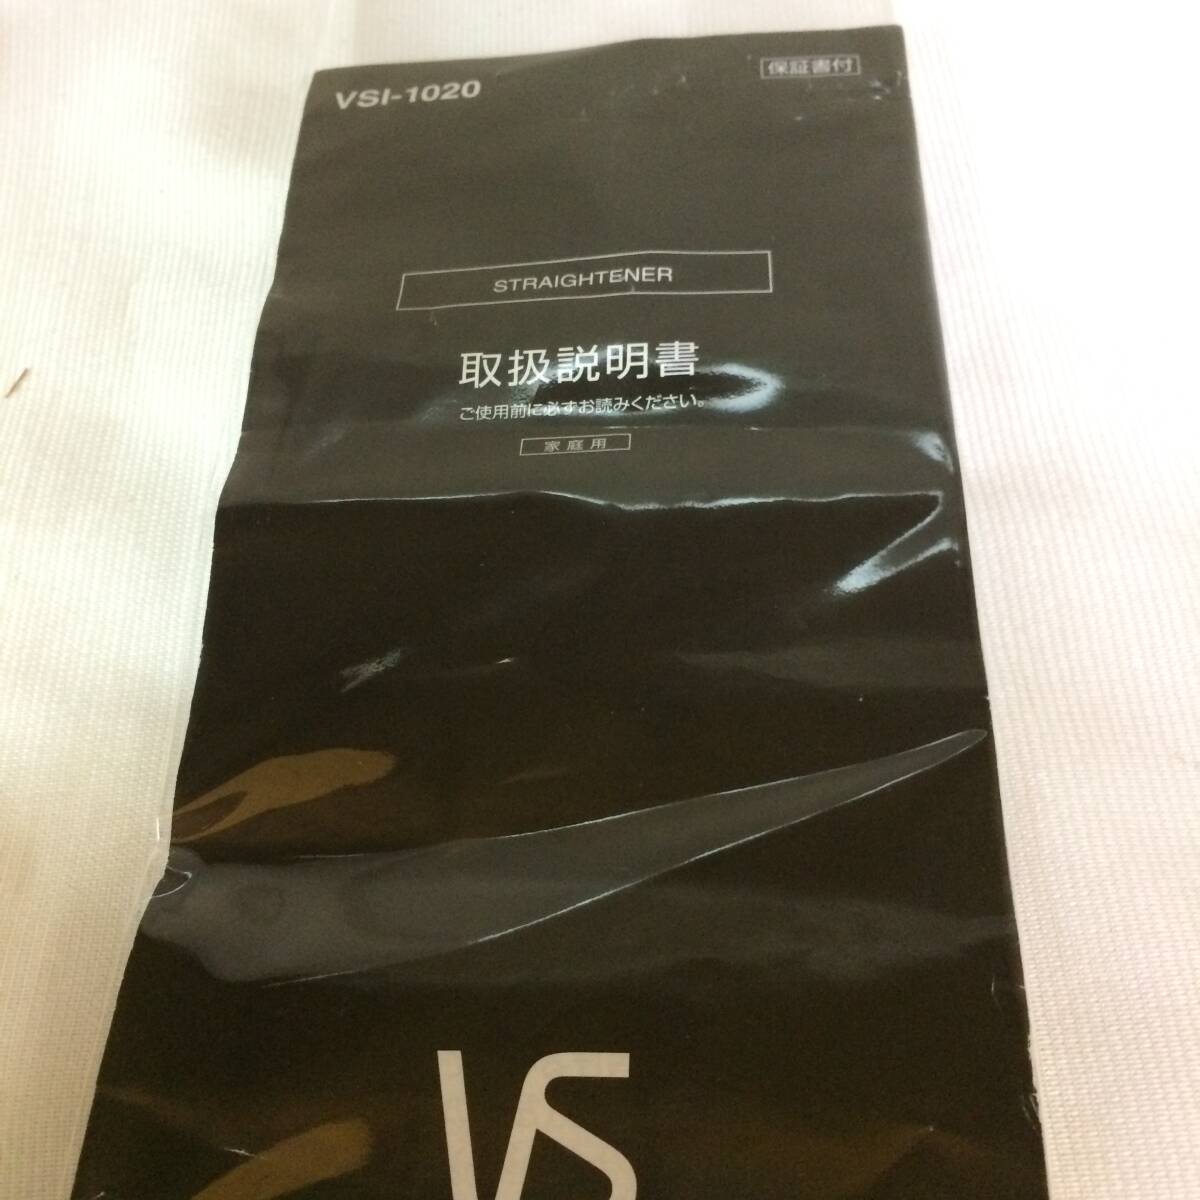 VSI-1020
保証書付
STRAIGHTENER
取扱説明書
ご使用前に必ずお読みください。
家庭用
VS